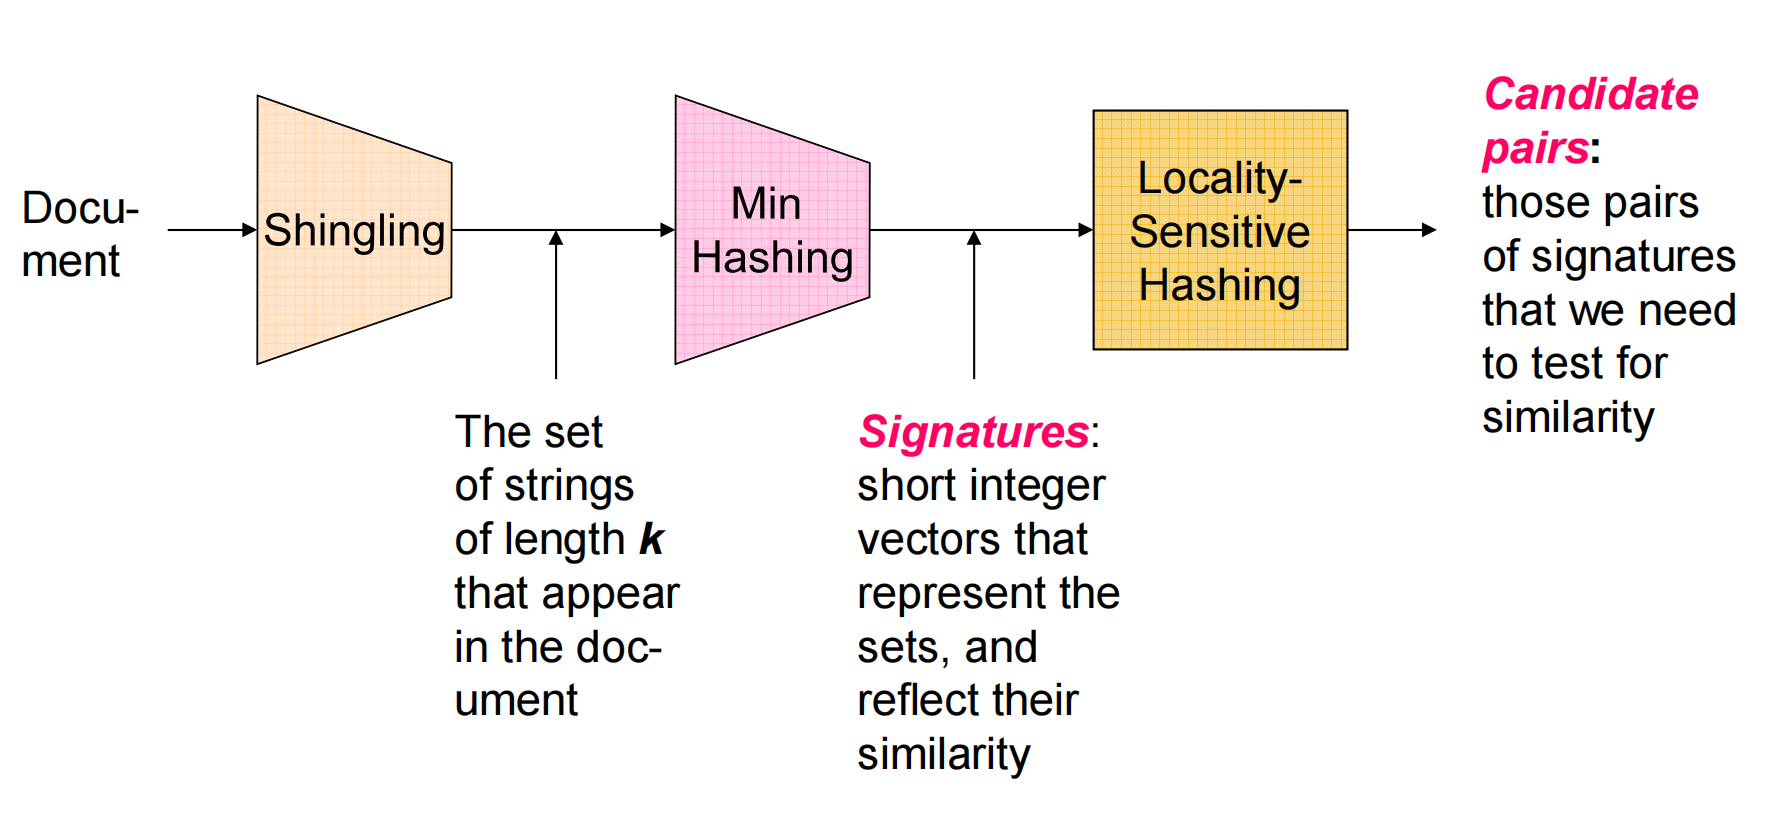 Docu-
ment
Shingling
The set
of strings
of length k
that appear
in the doc-
ument
Min
Hashing
Signatures:
short integer
vectors that
represent the
sets, and
reflect their
similarity
Locality-
Sensitive
Hashing
Candidate
pairs:
those pairs
of signatures
that we need
to test for
similarity